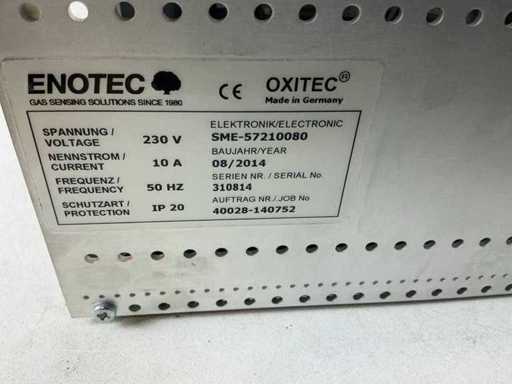 ENOTEC
GAS SENSING SOLUTIONS SINCE 1980
CE
OXITEC®
Made in Germany
SPANNUNG /
VOLTAGE
230 V
NENNSTROM /
CURRENT
10 A
FREQUENZ /
FREQUENCY
50 HZ
SCHUTZART /
PROTECTION
IP 20
ELEKTRONIK/ELECTRONIC
SME-57210080
BAUJAHR/YEAR
08/2014
SERIEN NR. / SERIAL No.
310814
AUFTRAG NR./ JOB No
40028-140752